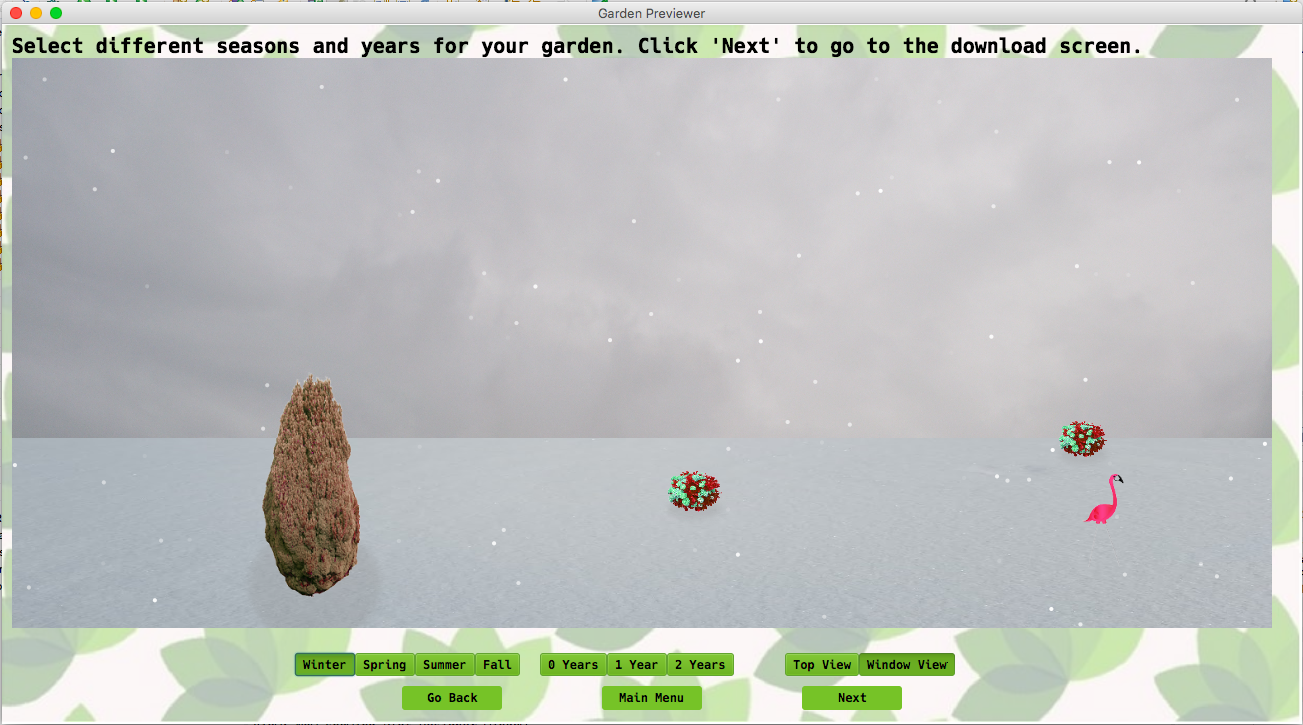 Garden Previewer
Select different seasons and years for your garden. Click 'Next' to go to the download screen.
Winter Spring Summer Fall 0 Years 1 Year 2 Years Top View Window View
Go Back Main Menu Next